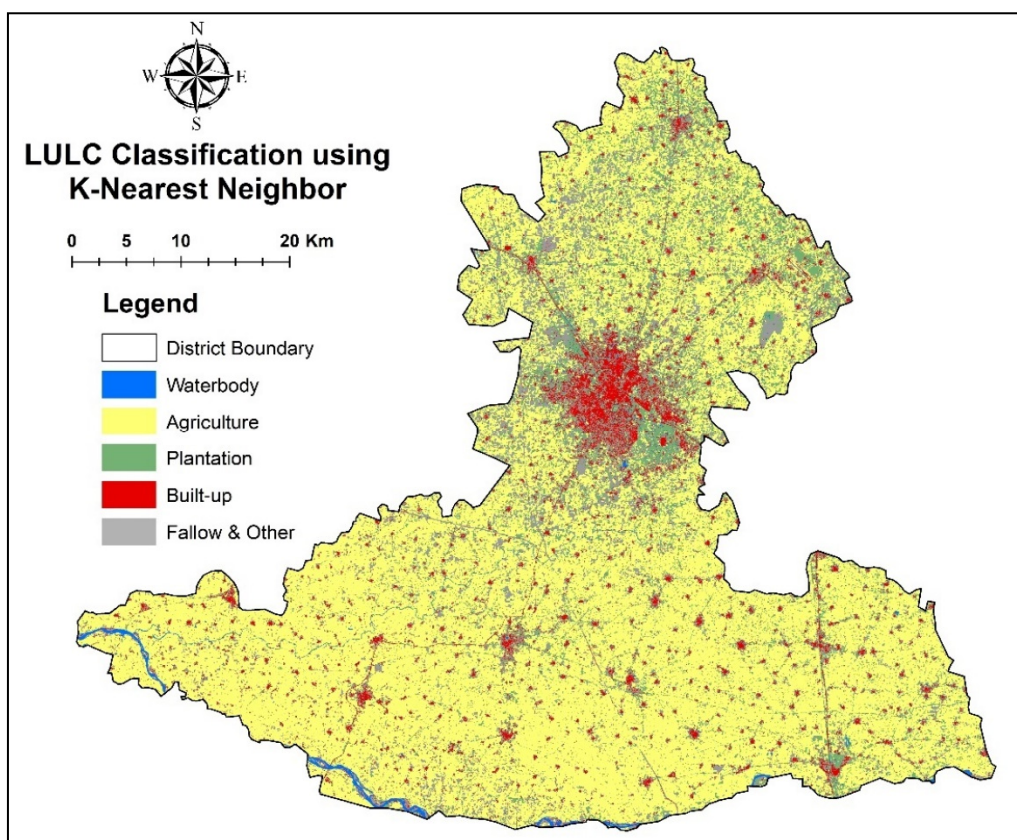 N
W E
S
LULC Classification using
K-Nearest Neighbor
0 5 10 20 Km
Legend
District Boundary
Waterbody
Agriculture
Plantation
Built-up
Fallow & Other